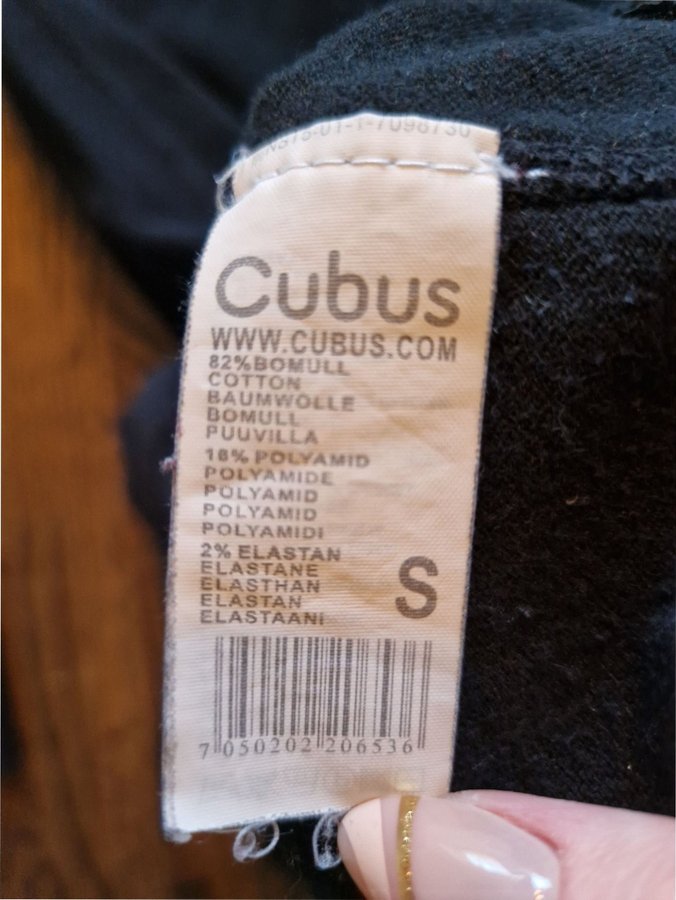 Cubus
WWW.CUBUS.COM
82%BOMULL
COTTON
BAUMWOLLE
BOMULL
PUUVILLA
16% POLYAMID
POLYAMIDE
POLYAMID
POLYAMID
POLYAMIDI
2% ELASTAN
ELASTANE
ELASTHAN
ELASTAN
ELASTAANI
S
7 050202 206536